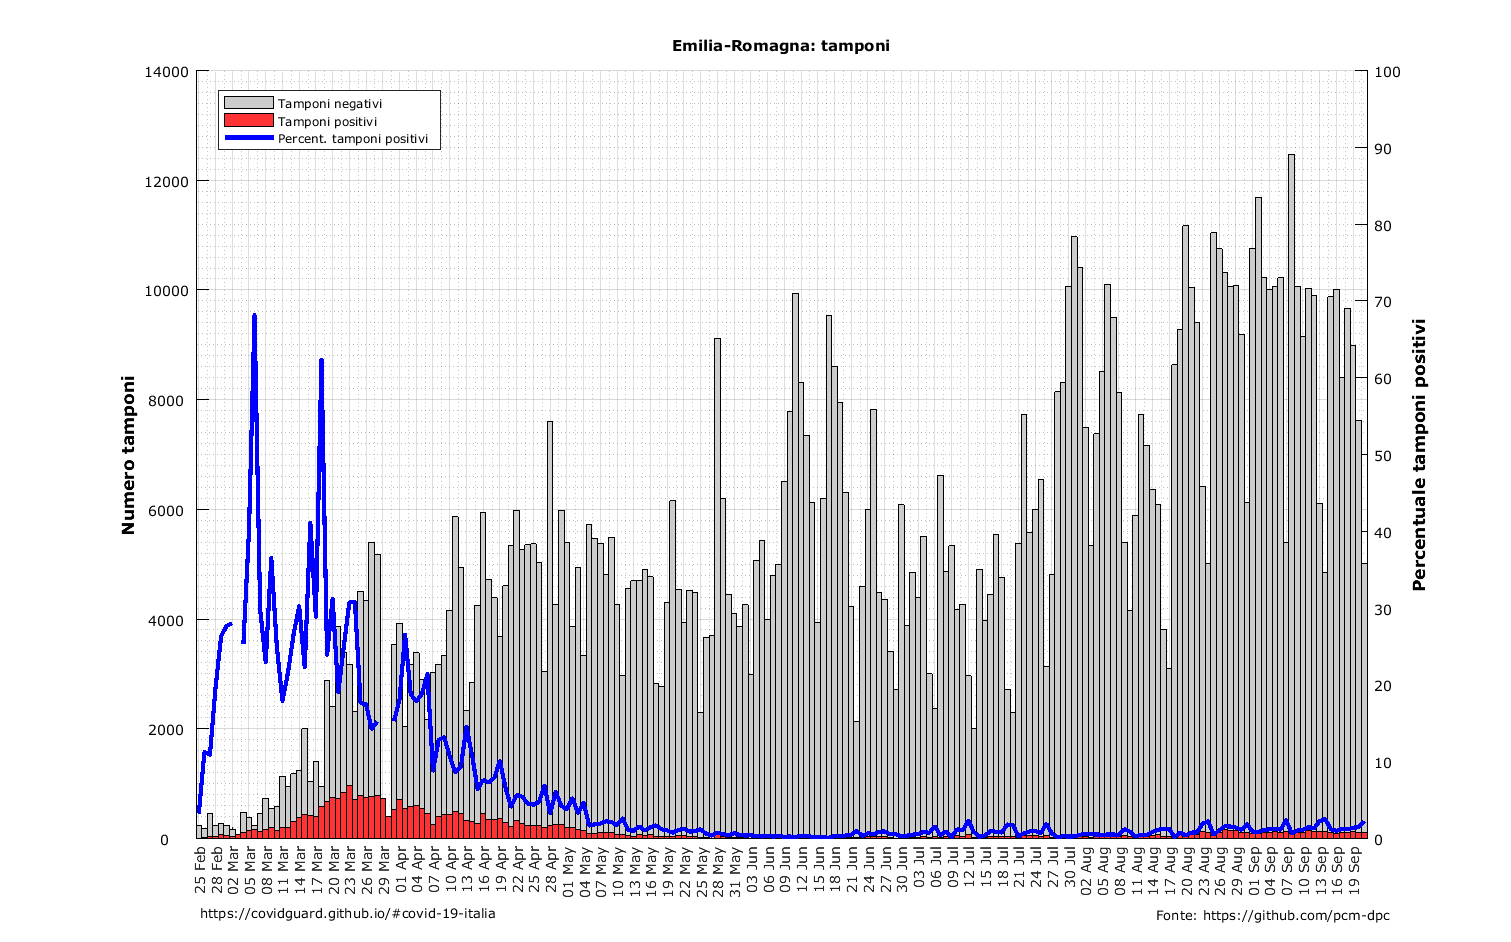 Emilia-Romagna: tamponi
14000
12000
10000
8000
6000
4000
2000
0
Numero tamponi
Tamponi negativi
Tamponi positivi
Percent. tamponi positivi
100
90
80
70
60
50
40
30
20
10
0
Percentuale tamponi positivi
25 Feb
28 Feb
02 Mar
05 Mar
08 Mar
11 Mar
14 Mar
17 Mar
20 Mar
23 Mar
26 Mar
29 Mar
01 Apr
04 Apr
07 Apr
10 Apr
13 Apr
16 Apr
19 Apr
22 Apr
25 Apr
28 Apr
01 May
04 May
07 May
10 May
13 May
16 May
19 May
22 May
25 May
28 May
31 May
03 Jun
06 Jun
09 Jun
12 Jun
15 Jun
18 Jun
21 Jun
24 Jun
27 Jun
30 Jun
03 Jul
06 Jul
09 Jul
12 Jul
15 Jul
18 Jul
21 Jul
24 Jul
27 Jul
30 Jul
02 Aug
05 Aug
08 Aug
11 Aug
14 Aug
17 Aug
20 Aug
23 Aug
26 Aug
29 Aug
01 Sep
04 Sep
07 Sep
10 Sep
13 Sep
16 Sep
19 Sep
https://covidguard.github.io/#covid-19-italia
Fonte: https://github.com/pcm-dpc